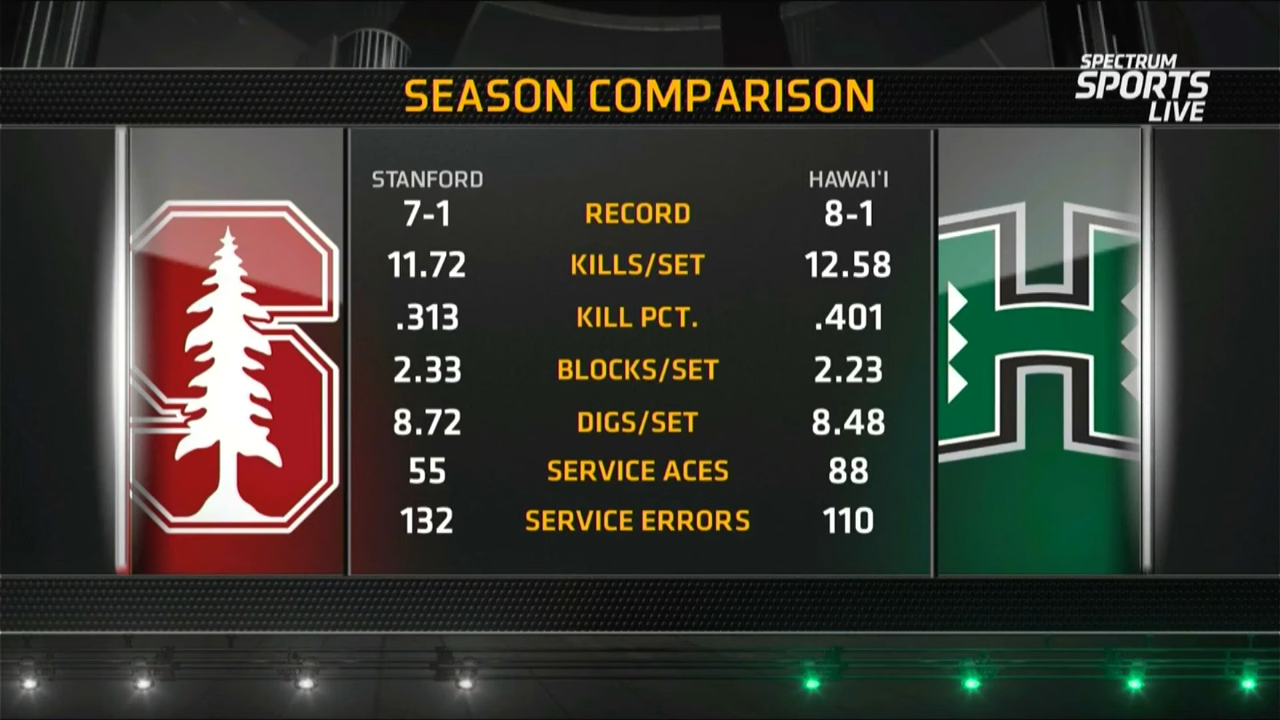 SPECTRUM
SPORTS
LIVE
SEASON COMPARISON
STANFORD HAWAI'I
7-1 RECORD 8-1
11.72 KILLS/SET 12.58
.313 KILL PCT. .401
2.33 BLOCKS/SET 2.23
8.72 DIGS/SET 8.48
55 SERVICE ACES 88
132 SERVICE ERRORS 110